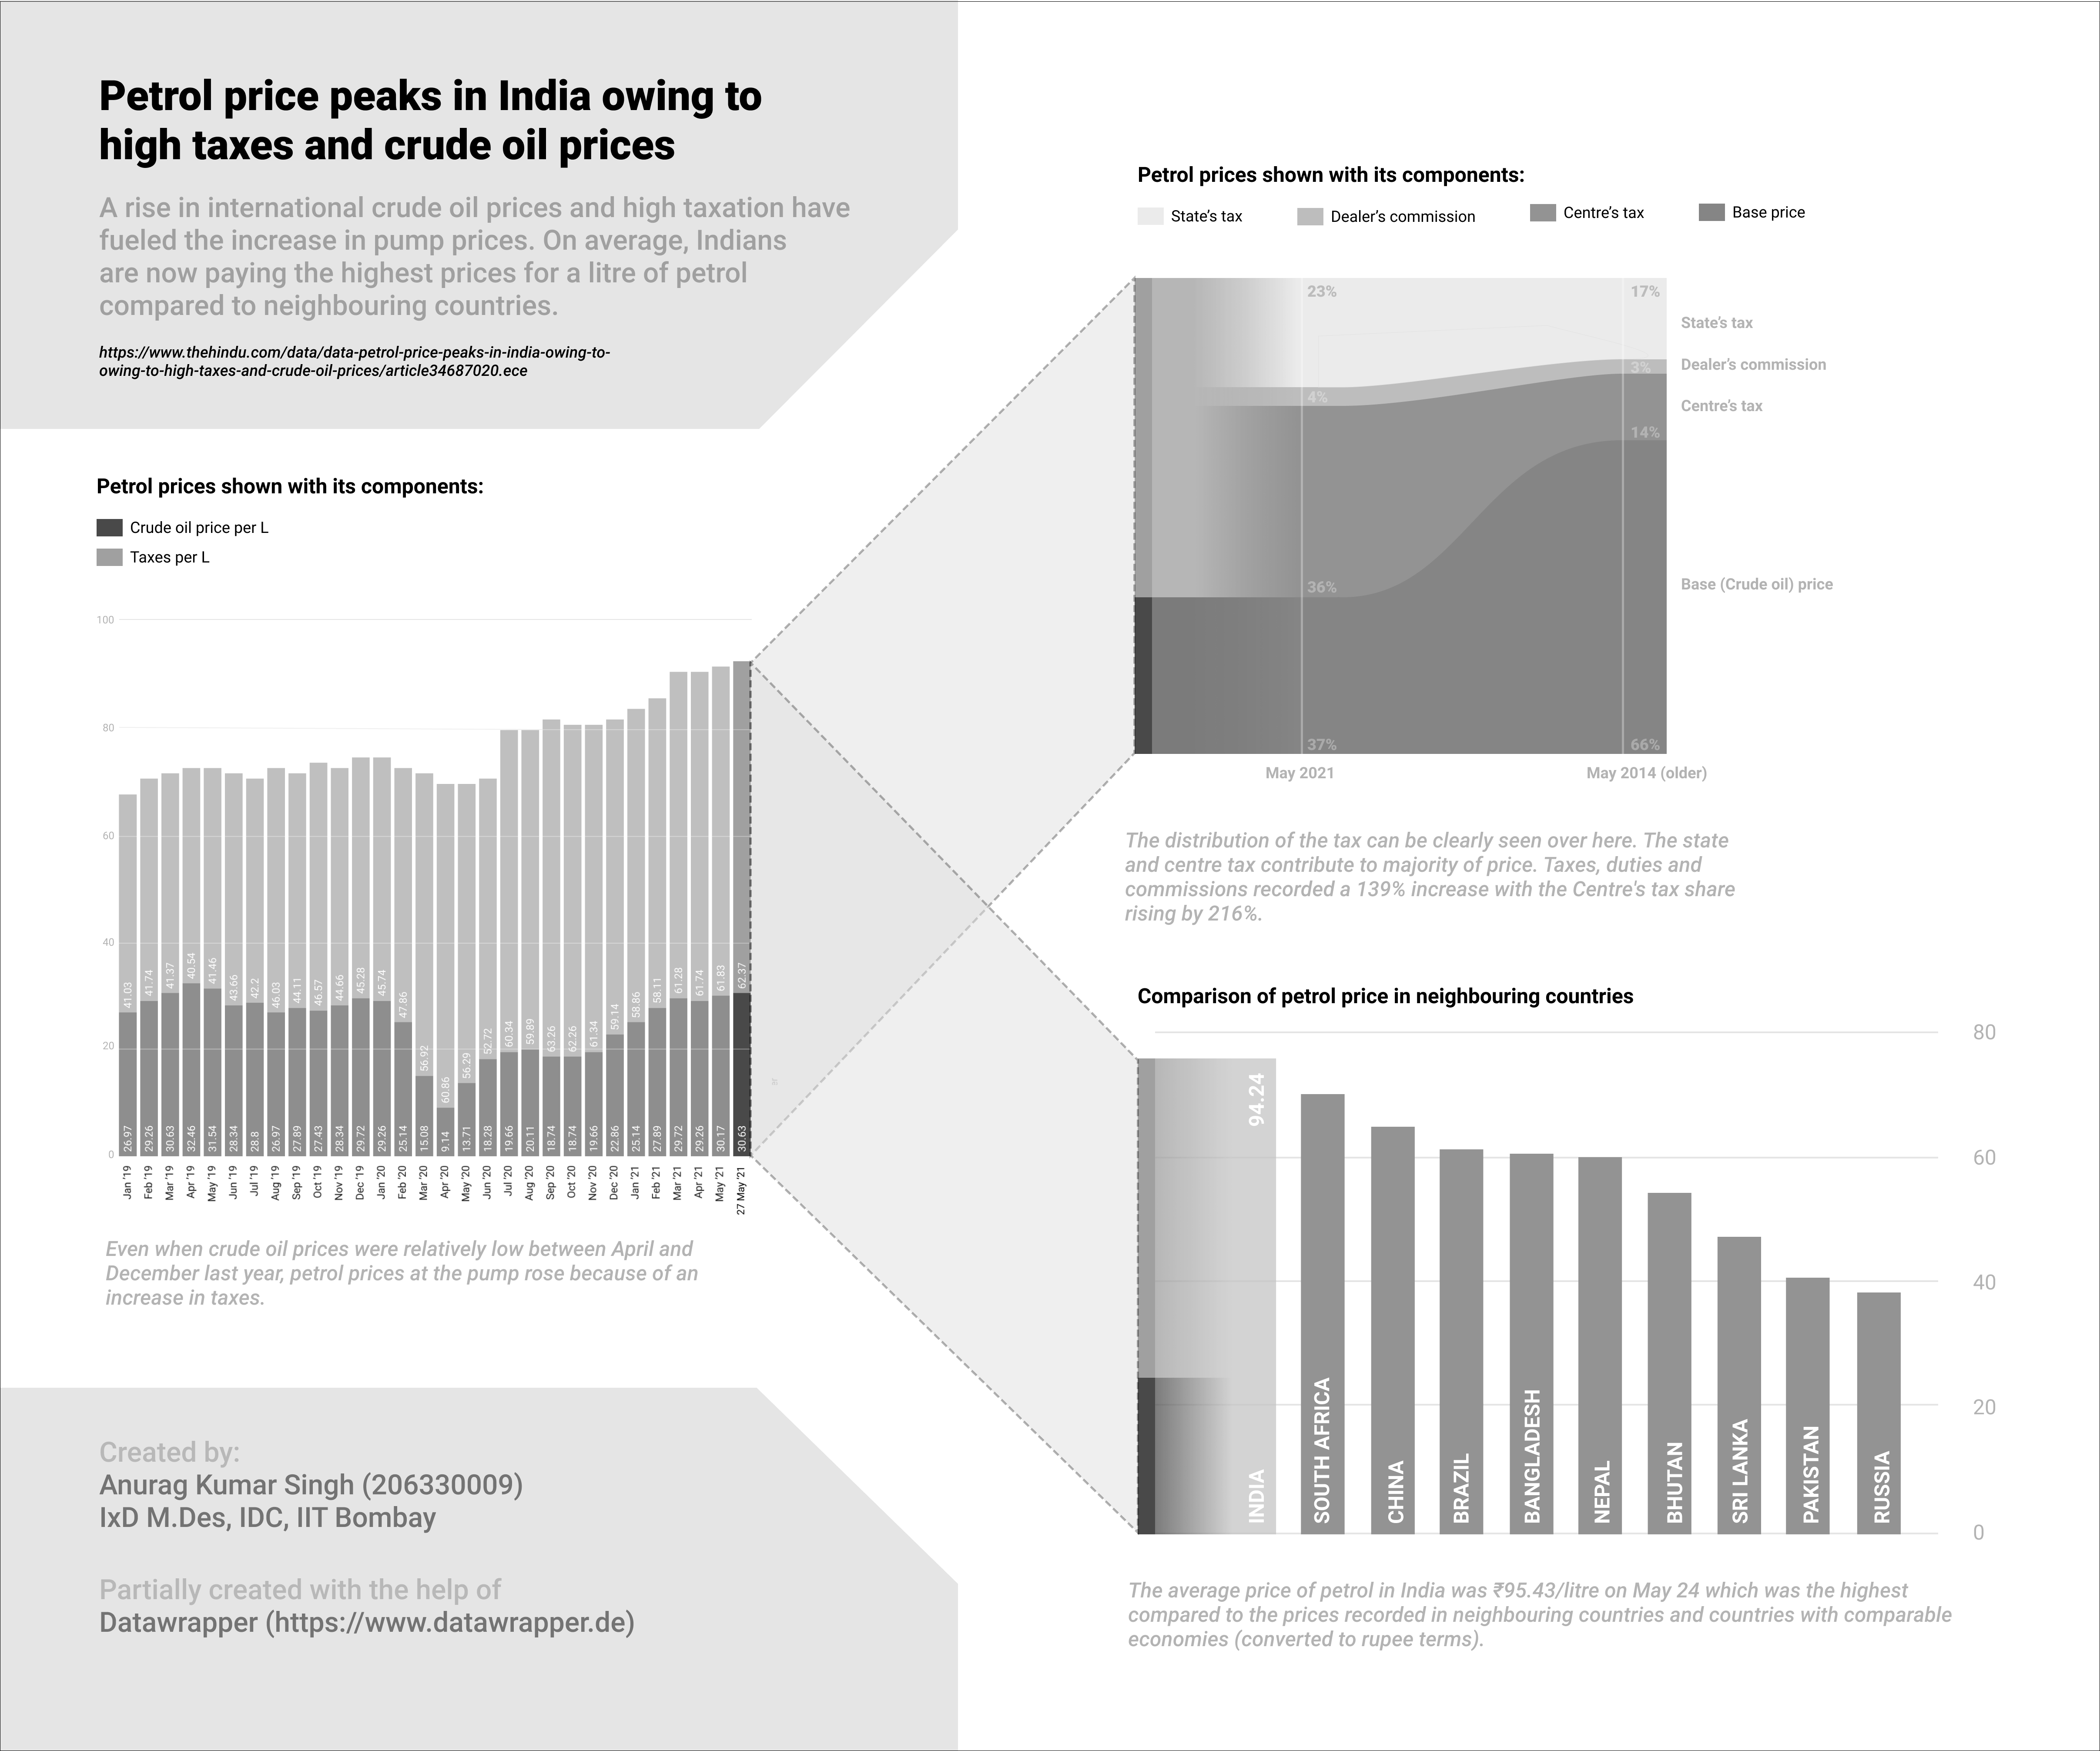 Petrol price peaks in India owing to
high taxes and crude oil prices
A rise in international crude oil prices and high taxation have
fueled the increase in pump prices. On average, Indians
are now paying the highest prices for a litre of petrol
compared to neighbouring countries.
https://www.thehindu.com/data/data-petrol-price-peaks-in-india-owing-to-
owing-to-high-taxes-and-crude-oil-prices/article34687020.ece
Petrol prices shown with its components:
Crude oil price per L
Taxes per L
100
80
60
40
20
0
41.03 41.74 41.37 40.54 41.46 43.66 42.2 46.03 44.11 46.57 44.66 45.28 45.74 47.86 56.92 60.86 56.29 52.72 60.34 59.89 63.26 62.26 61.34 59.14 58.86 58.11 61.28 61.74 61.83 62.37
26.97 29.26 30.63 32.46 31.54 28.34 28.8 26.97 27.89 27.43 28.34 29.72 29.26 25.14 15.08 9.14 13.71 18.28 19.66 20.11 18.74 18.74 19.66 22.86 25.14 27.89 29.72 29.26 30.17 30.63
Jan '19 Feb '19 Mar '19 Apr '19 May '19 Jun '19 Jul '19 Aug '19 Sep '19 Oct '19 Nov '19 Dec '19 Jan '20 Feb '20 Mar '20 Apr '20 May '20 Jun '20 Jul '20 Aug '20 Sep '20 Oct '20 Nov '20 Dec '20 Jan '21 Feb '21 Mar '21 Apr '21 May '21 27 May '21
Even when crude oil prices were relatively low between April and
December last year, petrol prices at the pump rose because of an
increase in taxes.
Created by:
Anurag Kumar Singh (206330009)
IxD M.Des, IDC, IIT Bombay
Partially created with the help of
Datawrapper (https://www.datawrapper.de)
Petrol prices shown with its components:
State's tax Dealer's commission Centre's tax Base price
23% 17%
State's tax
3% Dealer's commission
4%
Centre's tax
14%
36%
Base (Crude oil) price
37% 66%
May 2021 May 2014 (older)
The distribution of the tax can be clearly seen over here. The state
and centre tax contribute to majority of price. Taxes, duties and
commissions recorded a 139% increase with the Centre's tax share
rising by 216%.
Comparison of petrol price in neighbouring countries
80
60
40
20
0
94.24
INDIA SOUTH AFRICA CHINA BRAZIL BANGLADESH NEPAL BHUTAN SRI LANKA PAKISTAN RUSSIA
The average price of petrol in India was ₹95.43/litre on May 24 which was the highest
compared to the prices recorded in neighbouring countries and countries with comparable
economies (converted to rupee terms).